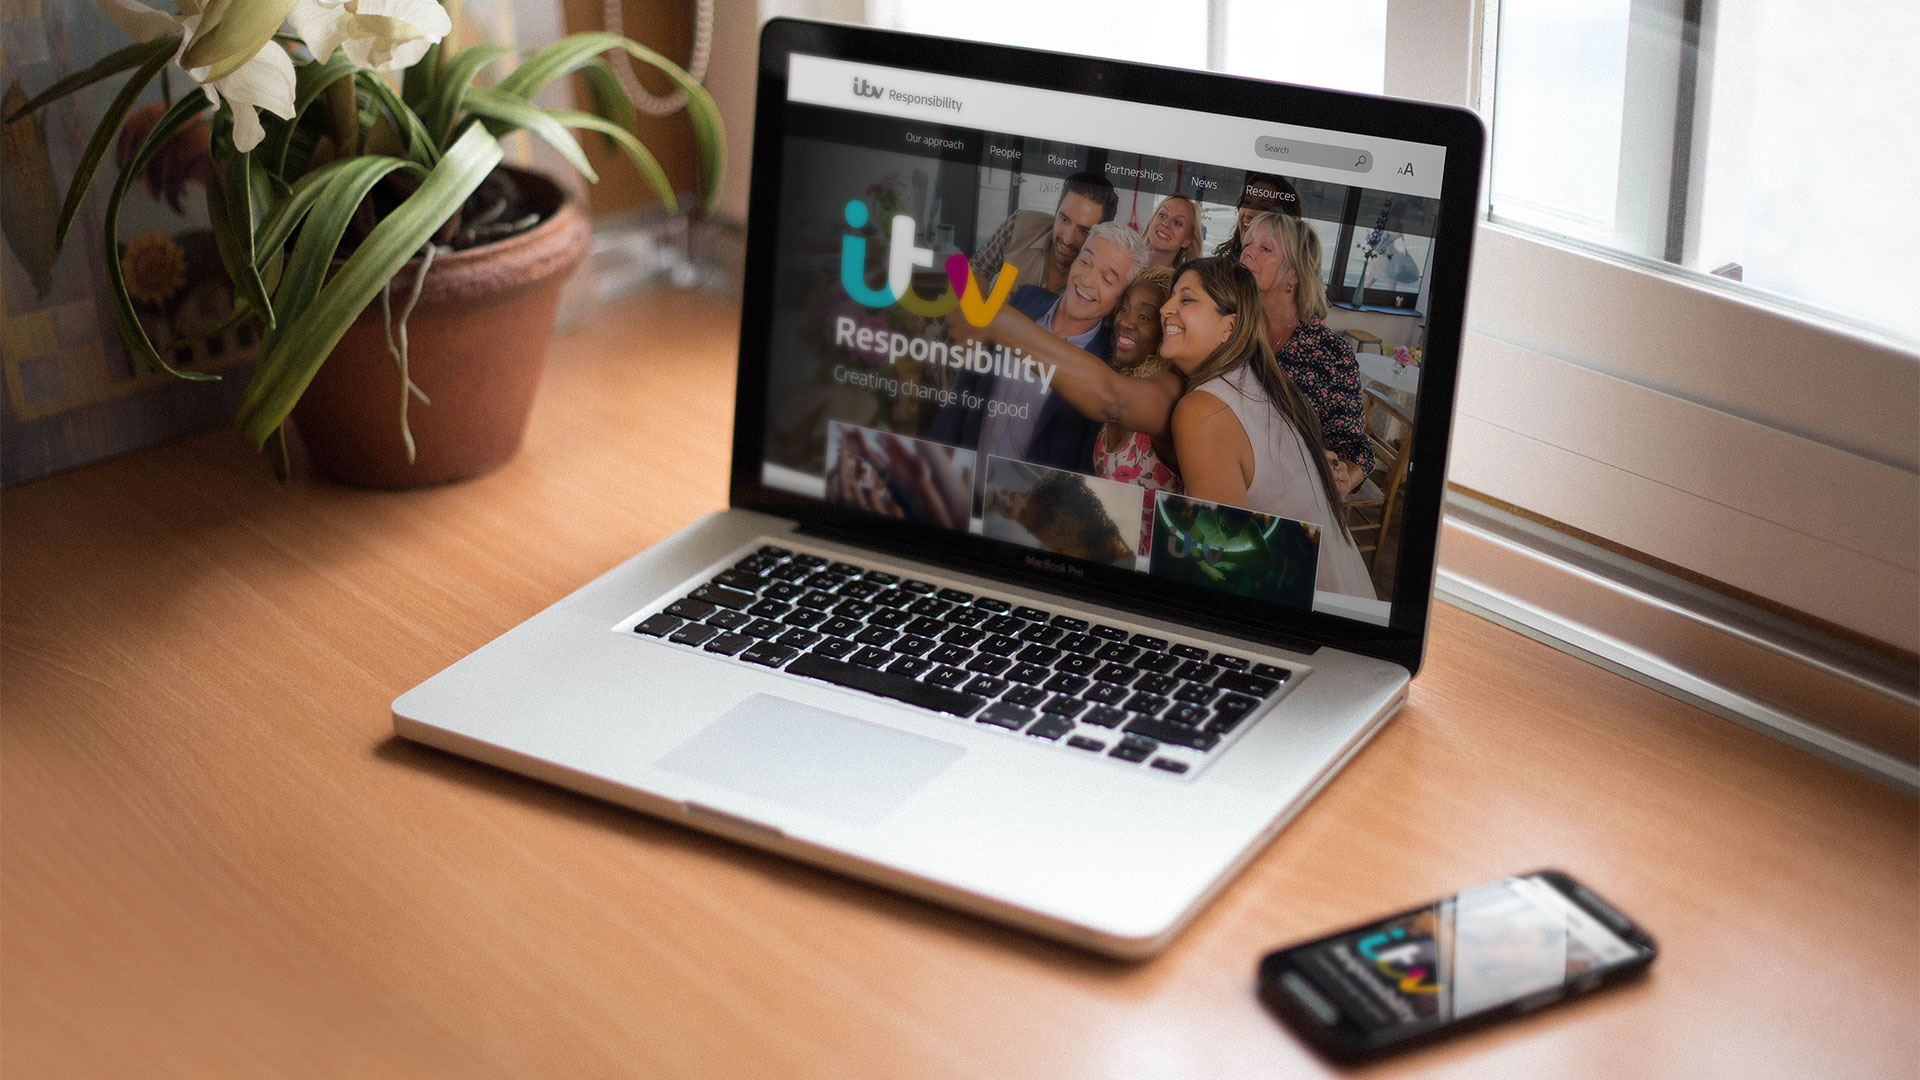 itv Responsibility
Search
AA
Our approach
People
Planet
Partnerships
News
Resources
itv
Responsibility
Creating change for good
itv
MacBook Pro
itv